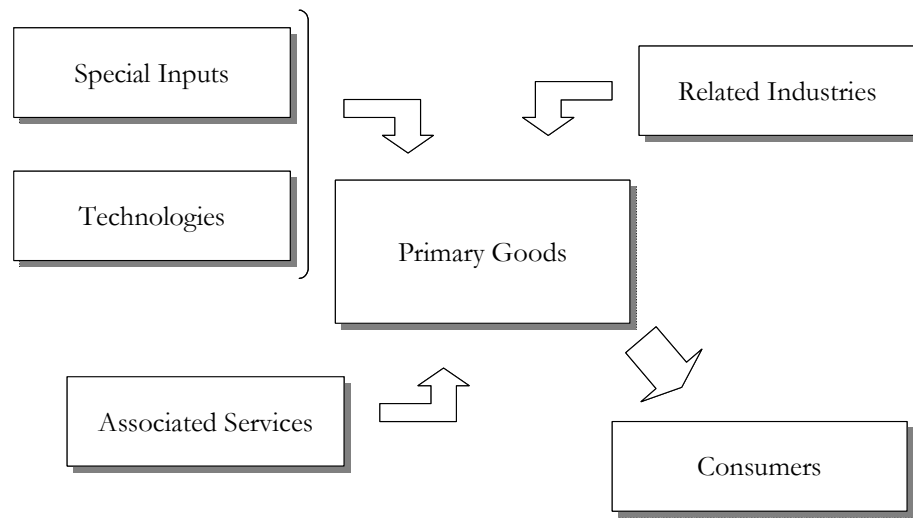 Special Inputs
Related Industries
Technologies
Primary Goods
Associated Services
Consumers